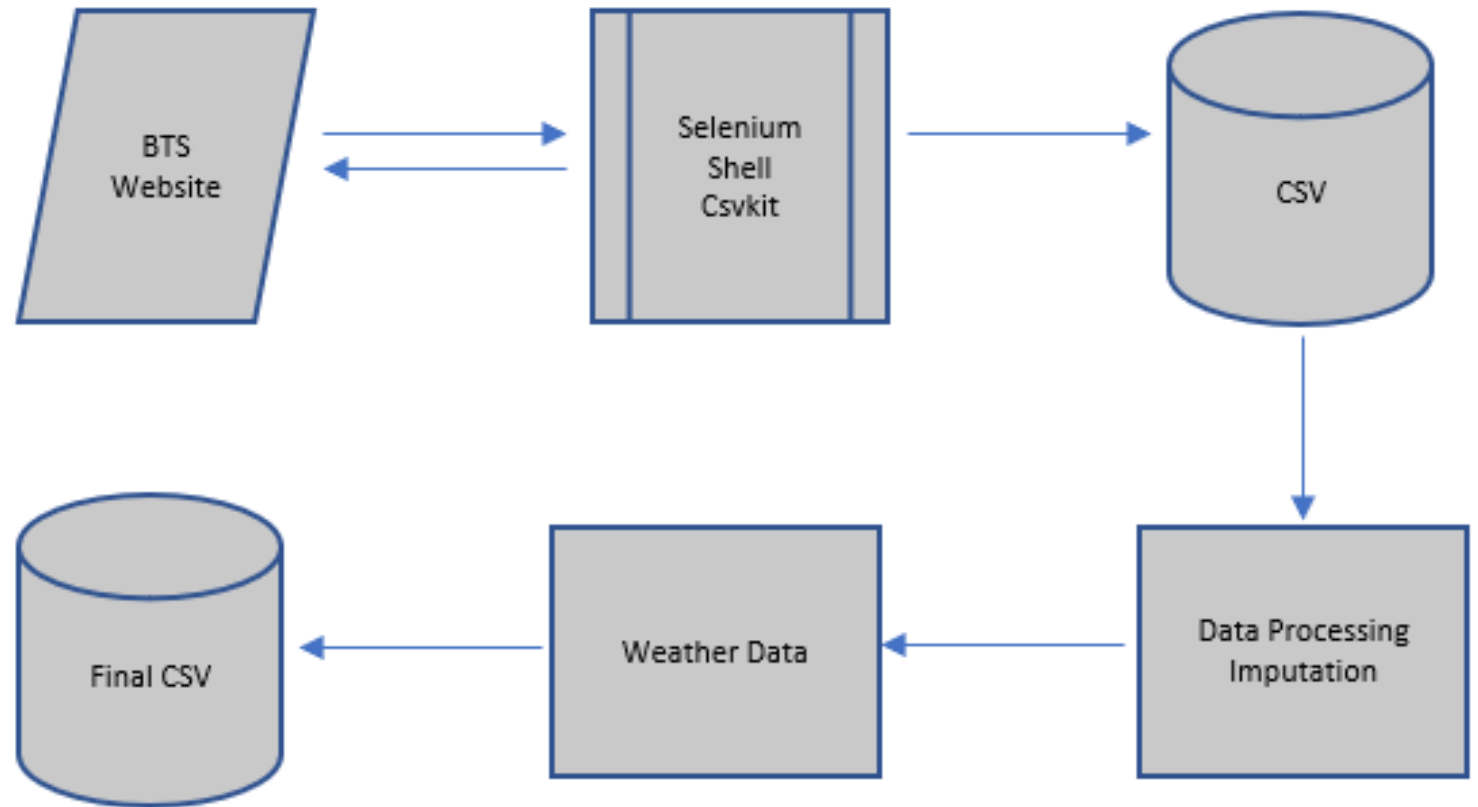 BTS
Website
Selenium
Shell
Csvkit
CSV
Data Processing
Imputation
Weather Data
Final CSV